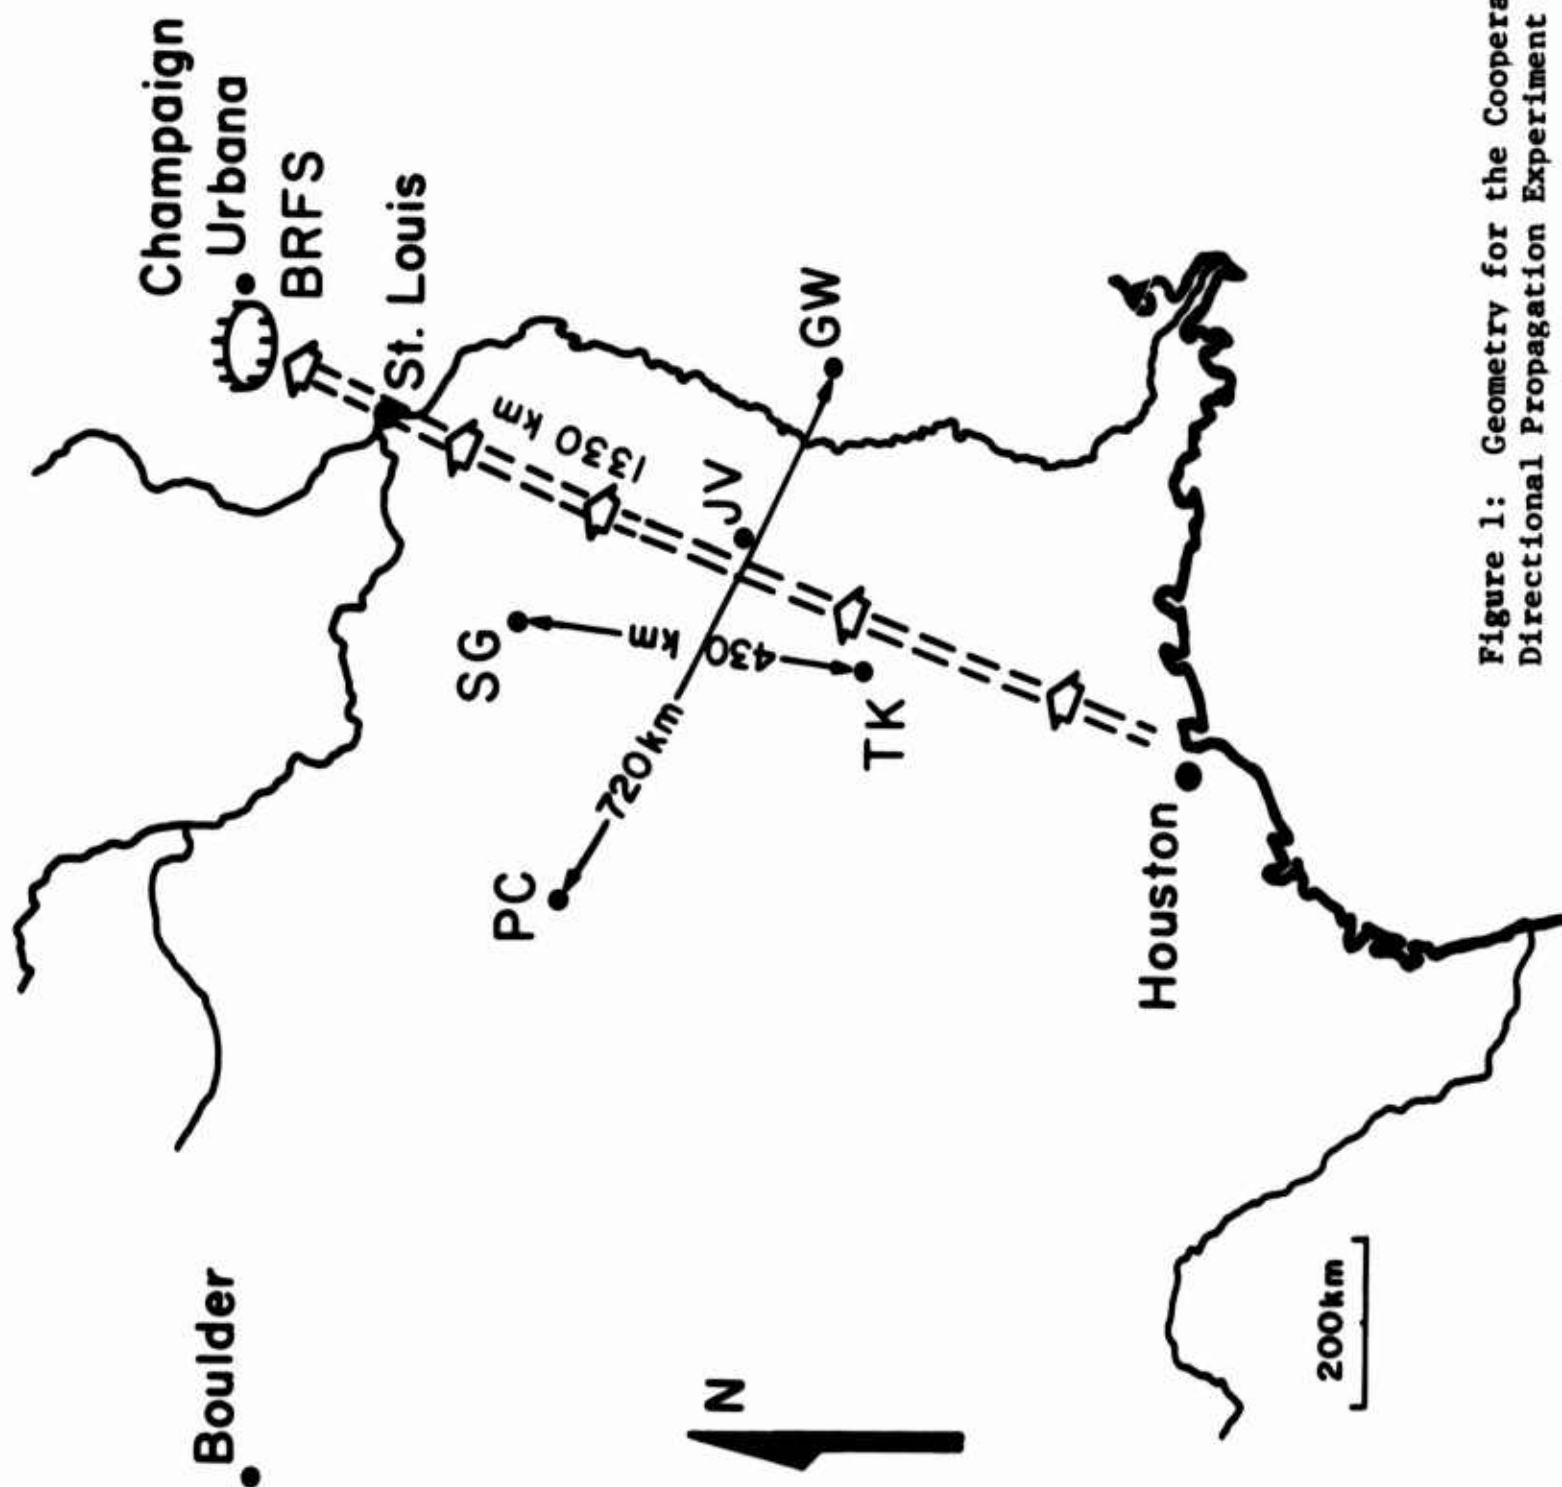 Champaign
Urbana
BRFS
St. Louis
1330 km
GW
JV
SG
430 km
TK
720km
PC
Houston
Boulder
N
200km
Figure 1: Geometry for the Coopera
Directional Propagation Experiment